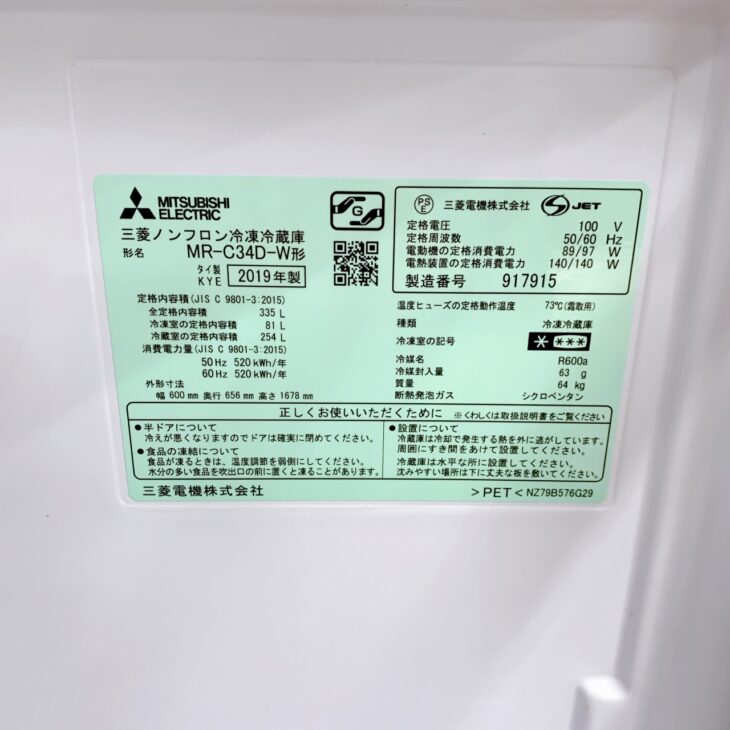 MITSUBISHI
ELECTRIC
G
三菱ノンフロン冷凍冷蔵庫
形名 MR-C34D-W形
タイ製
KYE 2019年製
定格内容積(JIS C 9801-3:2015)
全定格内容積 335 L
冷凍室の定格内容積 81 L
冷蔵室の定格内容積 254 L
消費電力量(JIS C 9801-3:2015)
50 Hz 520 kWh/年
60 Hz 520 kWh/年
外形寸法
幅 600 mm 奥行 656 mm 高さ 1678 mm
PSE 三菱電機株式会社 S JET
定格電圧 100 V
定格周波数 50/60 Hz
電動機の定格消費電力 89/97 W
電熱装置の定格消費電力 140/140 W
製造番号 917915
温度ヒューズの定格動作温度 73℃(霜取用)
種類 冷凍冷蔵庫
冷凍室の記号 ****
冷媒名 R600a
冷媒封入量 63 g
質量 64 kg
断熱発泡ガス シクロペンタン
正しくお使いいただくために ※くわしくは取扱説明書をご覧ください
●半ドアについて
冷えが悪くなりますのでドアは確実に閉めてください。
●食品の凍結について
食品が凍るときは、温度調節を弱側にしてください。
水分の多い食品を吹出口の前に置くと凍ることがあります。
●設置について
冷蔵庫は冷却で発生する熱を外に逃がしています。
周囲にすき間をあけて設置してください。
冷蔵庫は水平な所に設置してください。
沈みやすい場所は下に丈夫な板を敷いてください。
三菱電機株式会社 >PET< NZ79B576G29